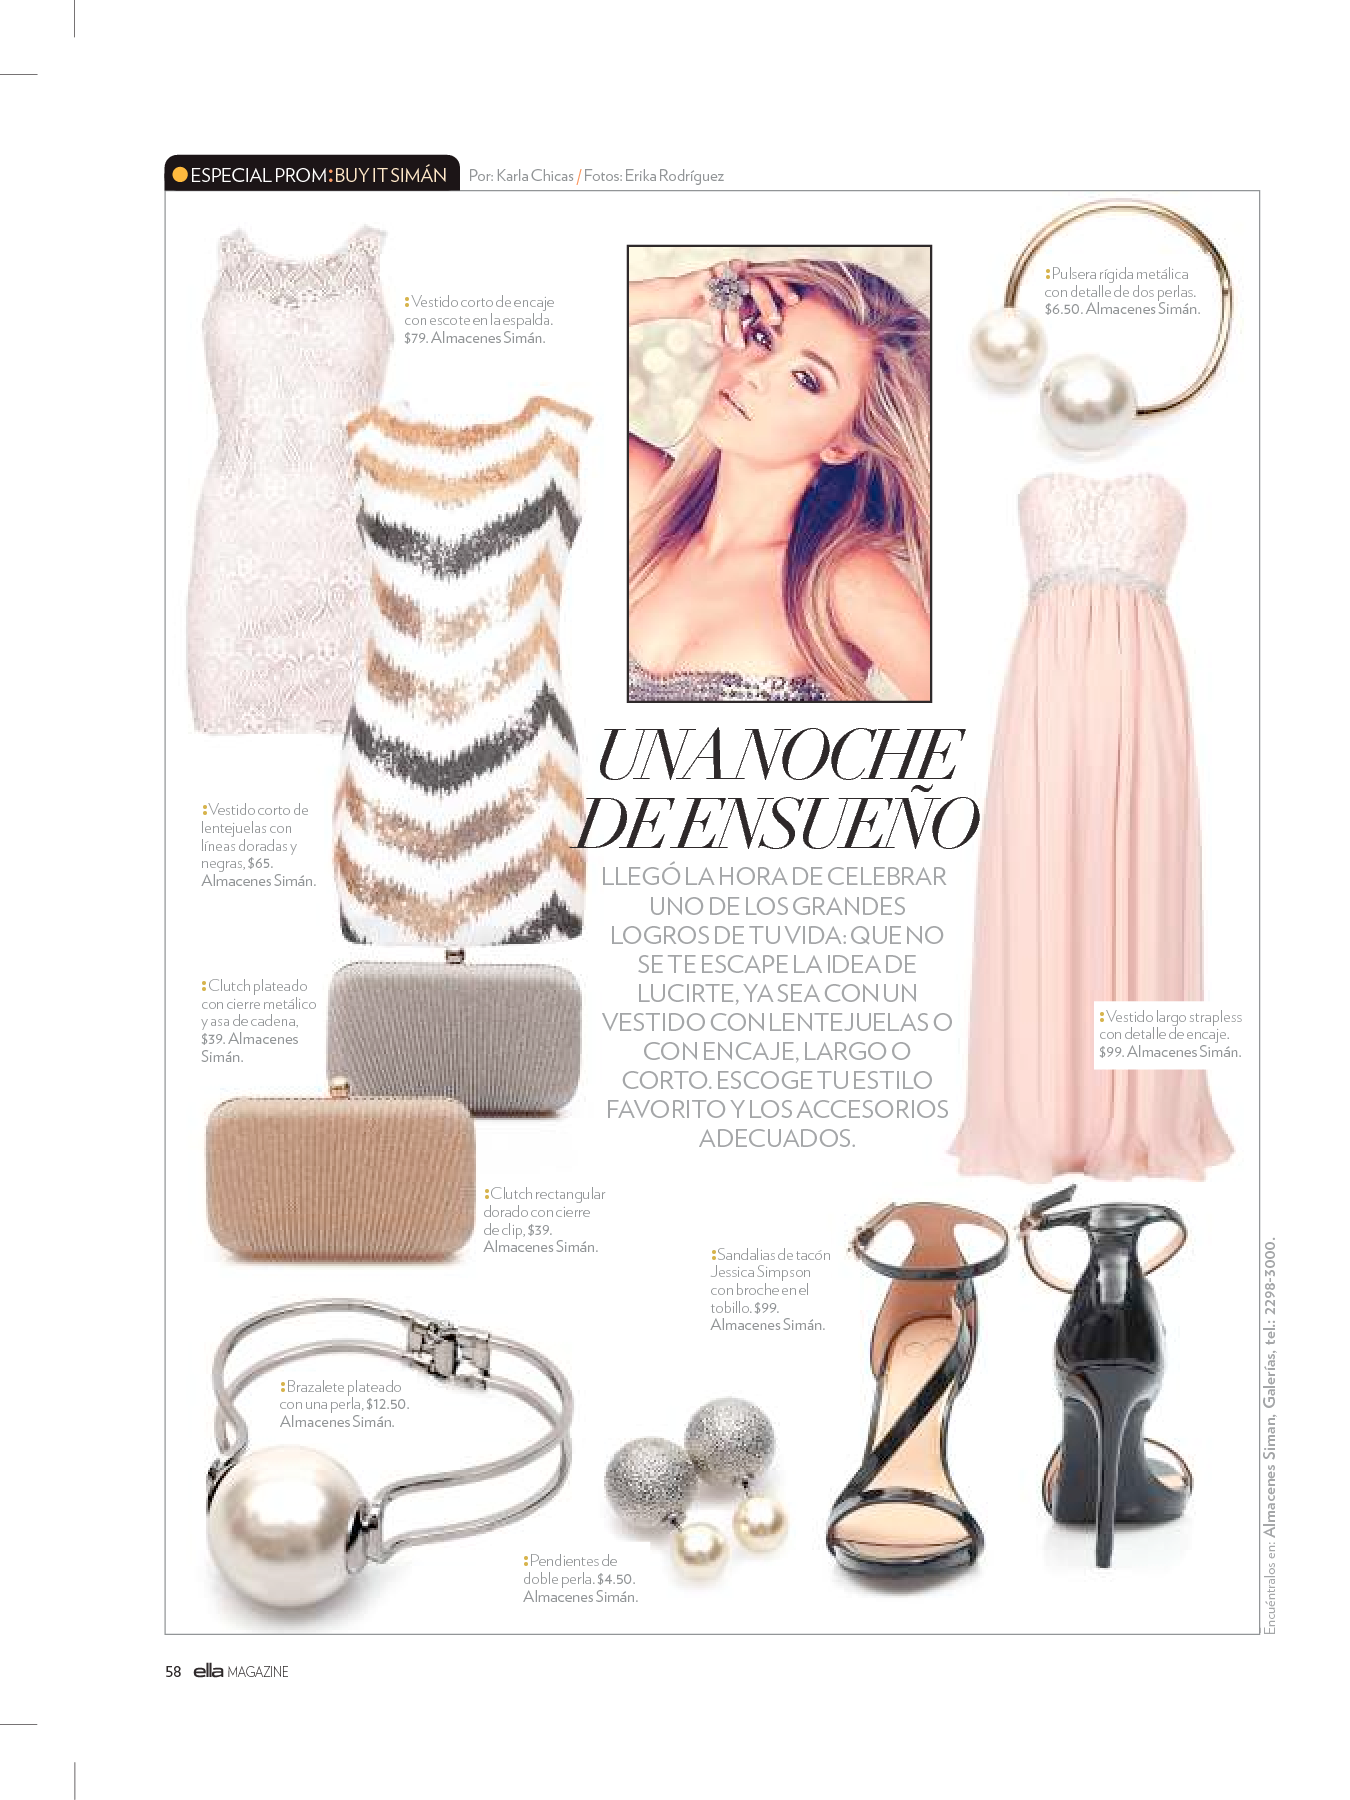 ESPECIAL PROM:BUY IT SIMÁN
Por: Karla Chicas / Fotos: Erika Rodríguez
:Vestido corto de encaje
con escote en la espalda.
$79. Almacenes Simán.
:Pulsera rígida metálica
con detalle de dos perlas.
$6.50. Almacenes Simán.
UNA NOCHE
DE ENSUEÑO
LLEGÓ LA HORA DE CELEBRAR
UNO DE LOS GRANDES
LOGROS DE TU VIDA: QUE NO
SE TE ESCAPE LA IDEA DE
LUCIRTE, YA SEA CON UN
VESTIDO CON LENTEJUELAS O
CON ENCAJE, LARGO O
CORTO. ESCOGE TU ESTILO
FAVORITO Y LOS ACCESORIOS
ADECUADOS.
:Vestido corto de
lentejuelas con
líneas doradas y
negras, $65.
Almacenes Simán.
:Clutch plateado
con cierre metálico
y asa de cadena,
$39. Almacenes
Simán.
:Vestido largo strapless
con detalle de encaje.
$99. Almacenes Simán.
:Clutch rectangular
dorado con cierre
de clip, $39.
Almacenes Simán.
:Sandalias de tacón
Jessica Simpson
con broche en el
tobillo. $99.
Almacenes Simán.
:Brazalete plateado
con una perla, $12.50.
Almacenes Simán.
:Pendientes de
doble perla. $4.50.
Almacenes Simán.
Encuéntralos en: Almacenes Siman, Galerías, tel.: 2298-3000.
58 ella MAGAZINE